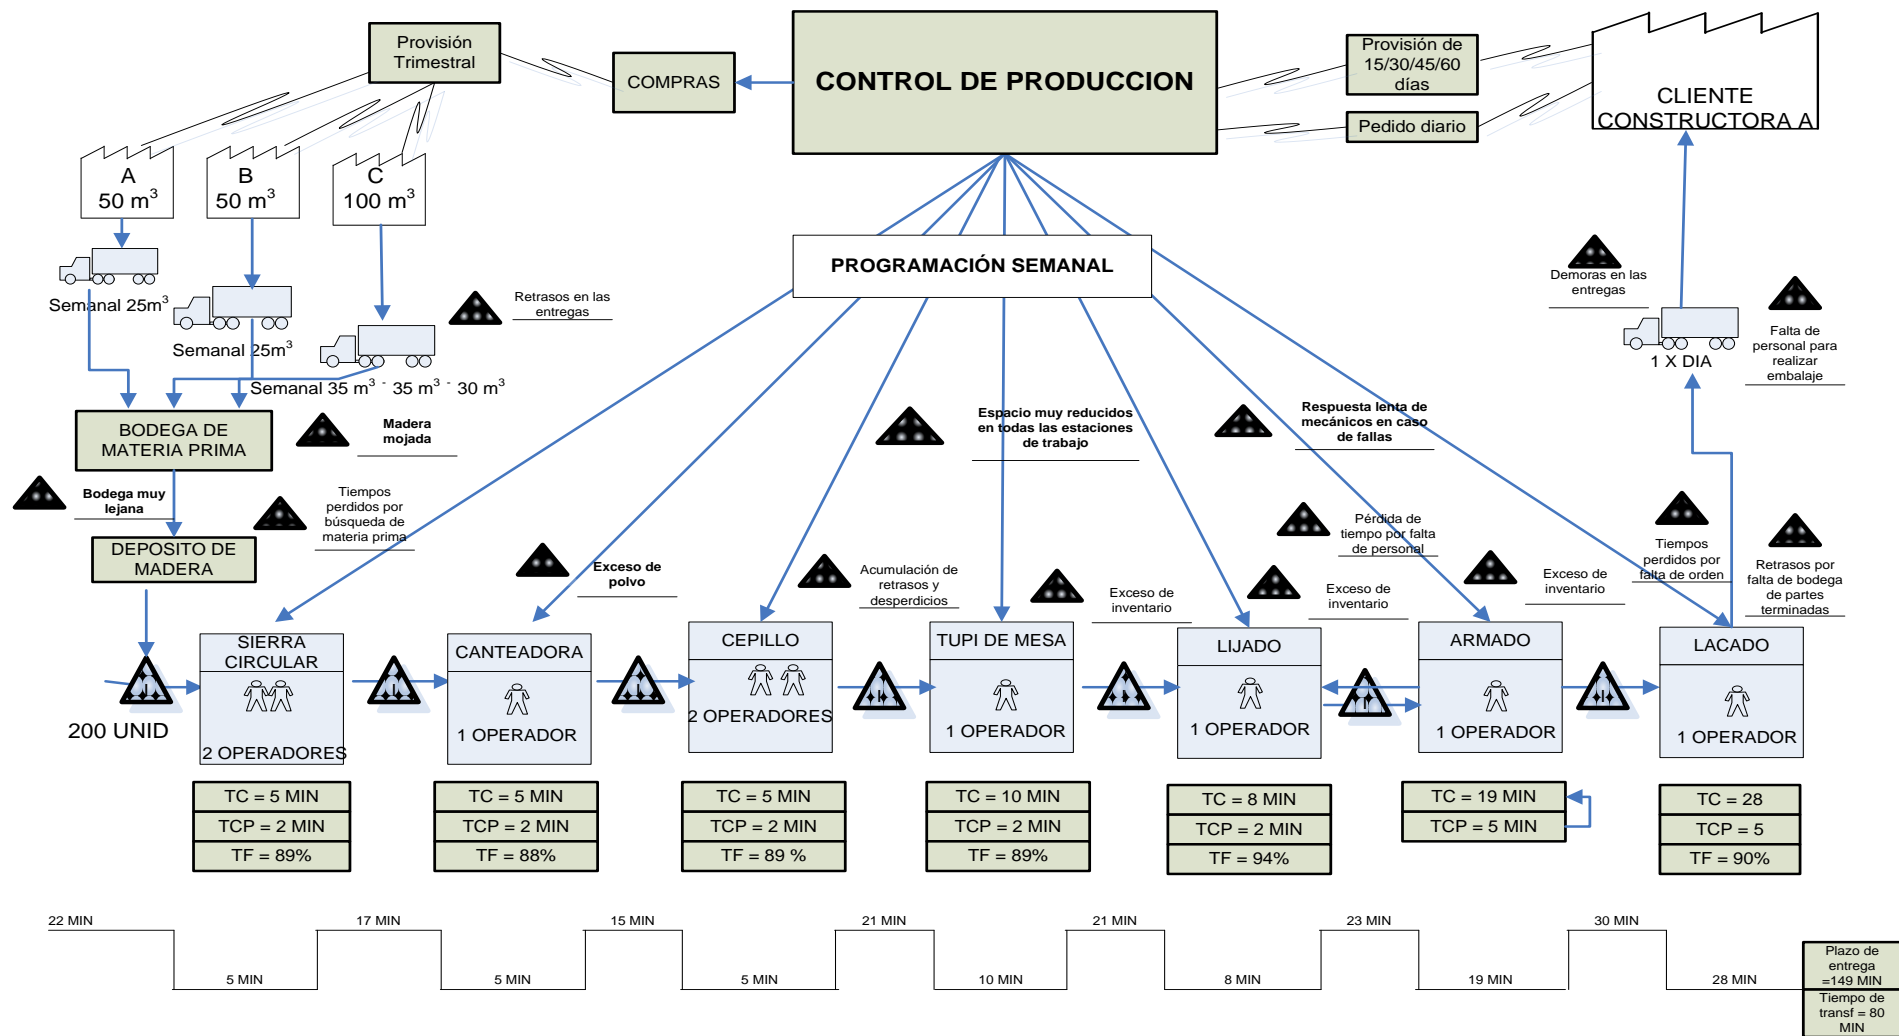 Provisión
Trimestral
COMPRAS
CONTROL DE PRODUCCION
Provisión de
15/30/45/60
días
Pedido diario
CLIENTE
CONSTRUCTORA A
A
50 m³
B
50 m³
C
100 m³
Semanal 25m³
Semanal 25m³
Semanal 35 m³ - 35 m³ - 30 m³
Retrasos en las
entregas
PROGRAMACIÓN SEMANAL
Demoras en las
entregas
1 X DIA
Falta de
personal para
realizar
embalaje
BODEGA DE
MATERIA PRIMA
Madera
mojada
Espacio muy reducidos
en todas las estaciones
de trabajo
Respuesta lenta de
mecánicos en caso
de fallas
Bodega muy
lejana
Tiempos
perdidos por
búsqueda de
materia prima
DEPOSITO DE
MADERA
Exceso de
polvo
Acumulación de
retrasos y
desperdicios
Exceso de
inventario
Pérdida de
tiempo por falta
de personal
Exceso de
inventario
Exceso de
inventario
Tiempos
perdidos por
falta de orden
Retrasos por
falta de bodega
de partes
terminadas
200 UNID
I
SIERRA
CIRCULAR
2 OPERADORES
I
CANTEADORA
1 OPERADOR
I
CEPILLO
2 OPERADORES
I
TUPI DE MESA
1 OPERADOR
I
LIJADO
1 OPERADOR
I
ARMADO
1 OPERADOR
I
LACADO
1 OPERADOR
TC = 5 MIN
TCP = 2 MIN
TF = 89%
TC = 5 MIN
TCP = 2 MIN
TF = 88%
TC = 5 MIN
TCP = 2 MIN
TF = 89 %
TC = 10 MIN
TCP = 2 MIN
TF = 89%
TC = 8 MIN
TCP = 2 MIN
TF = 94%
TC = 19 MIN
TCP = 5 MIN
TC = 28
TCP = 5
TF = 90%
22 MIN
17 MIN
15 MIN
21 MIN
21 MIN
23 MIN
30 MIN
5 MIN
5 MIN
5 MIN
10 MIN
8 MIN
19 MIN
28 MIN
Plazo de
entrega
=149 MIN
Tiempo de
transf = 80
MIN